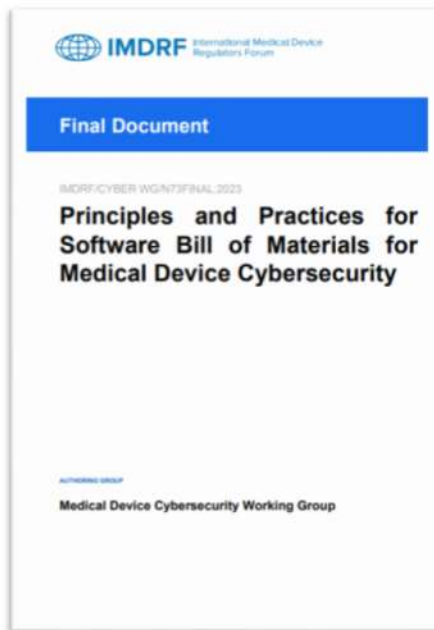 IMDRF International Medical Device
Regulators Forum
Final Document
IMDRF/CYBER WG/N73FINAL:2023
Principles and Practices for
Software Bill of Materials for
Medical Device Cybersecurity
AUTHORING GROUP
Medical Device Cybersecurity Working Group